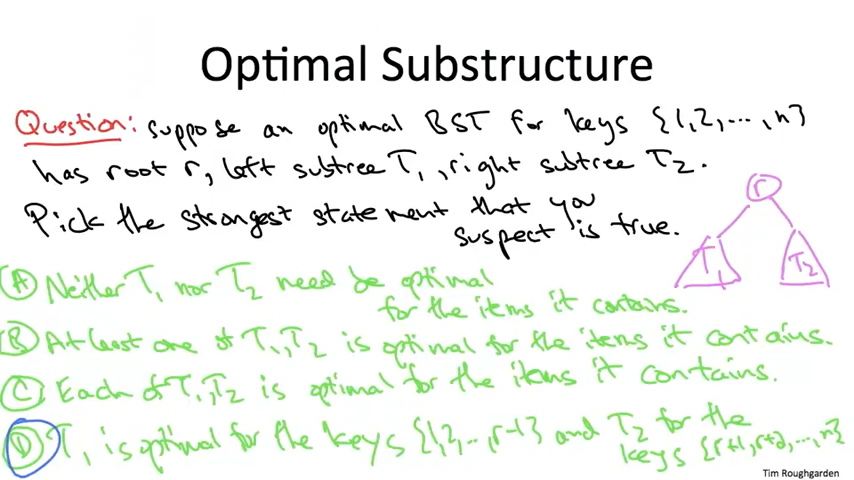 Optimal Substructure
Question: suppose an optimal BST for keys {1,2,...,n}
has root r, left subtree T1, right subtree T2.
Pick the strongest statement that you
suspect is true.
r
T1
T2
(A) Neither T1 nor T2 need be optimal
for the items it contains.
(B) At least one of T1,T2 is optimal for the items it contains.
(C) Each of T1,T2 is optimal for the items it contains.
(D) T1 is optimal for the keys {1,2,..,r-1} and T2 for the
keys {r+1,r+2,...,n}
Tim Roughgarden